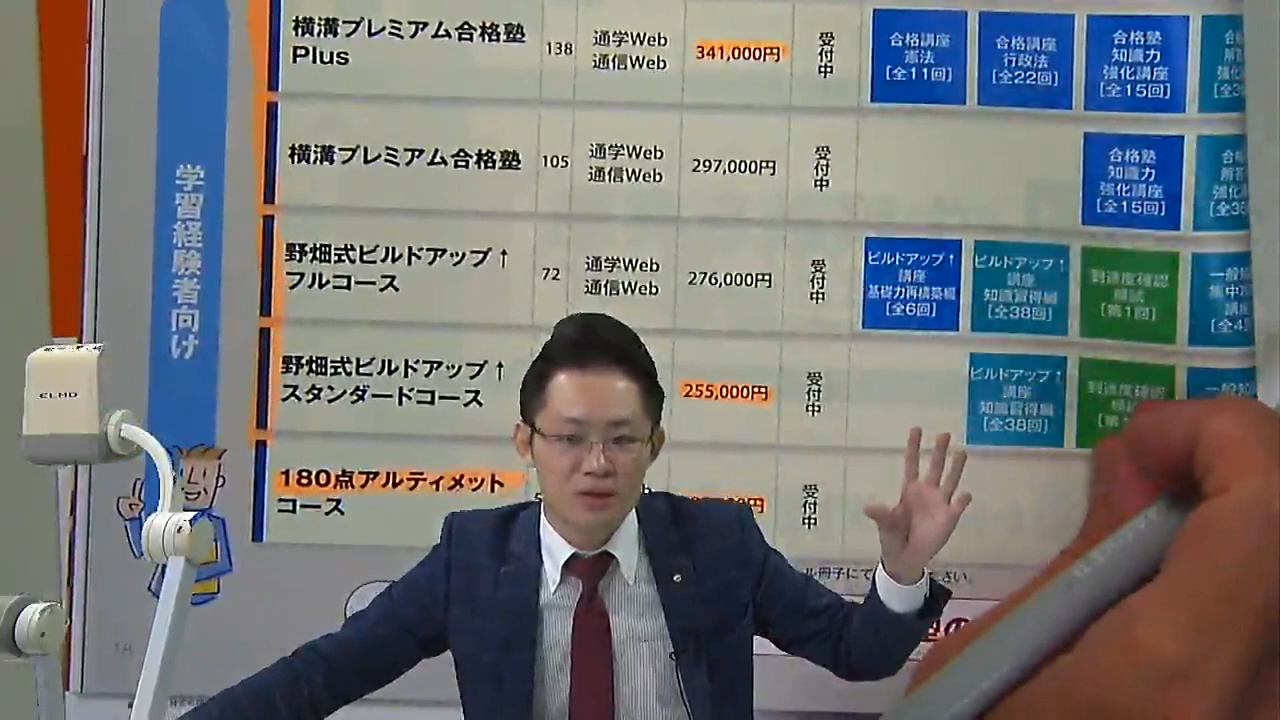 学習経験者向け
横溝プレミアム合格塾
Plus
138
通学Web
通信Web
341,000円
受付中
合格講座
憲法
[全11回]
合格講座
行政法
[全22回]
合格塾
知識力
強化講座
[全15回]
横溝プレミアム合格塾
105
通学Web
通信Web
297,000円
受付中
合格塾
知識力
強化講座
[全15回]
野畑式ビルドアップ↑
フルコース
72
通学Web
通信Web
276,000円
受付中
ビルドアップ↑
講座
基礎力再構築編
[全6回]
ビルドアップ↑
講座
知識習得編
[全38回]
到達度確認
模試
[第1回]
野畑式ビルドアップ↑
スタンダードコース
255,000円
受付中
ビルドアップ↑
講座
知識習得編
[全38回]
到達度確認
180点アルティメット
コース
受付中
ELMO
18